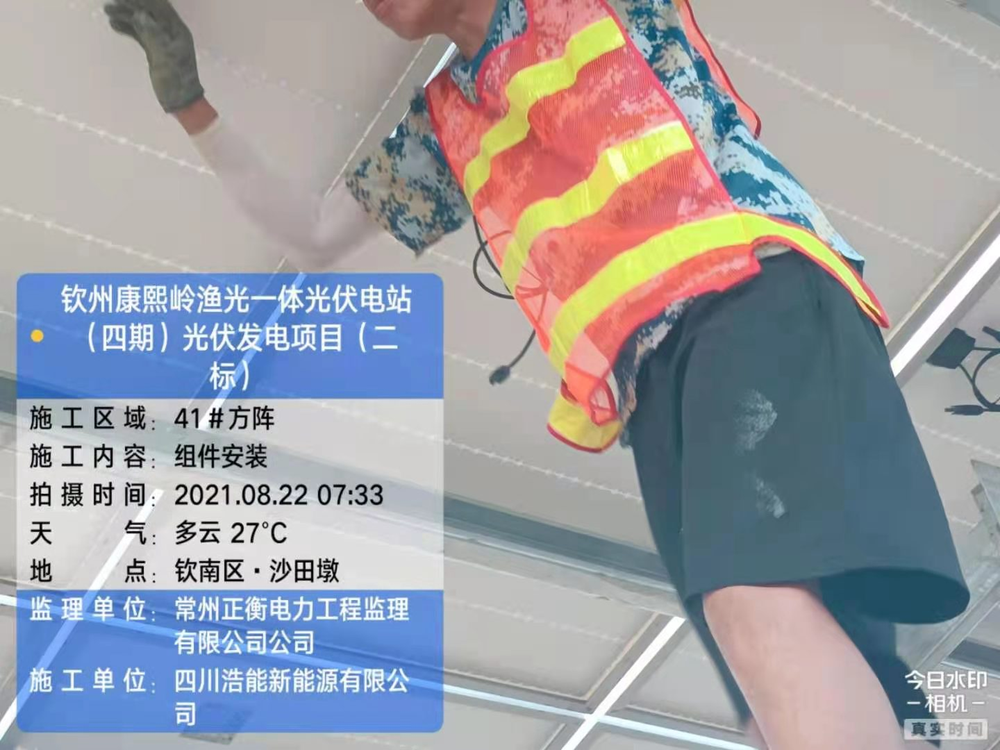 钦州康熙岭渔光一体光伏电站
（四期）光伏发电项目（二
标）
施工区域：41#方阵
施工内容：组件安装
拍摄时间：2021.08.22 07:33
天气：多云 27℃
地点：钦南区·沙田墩
监理单位：常州正衡电力工程监理
有限公司公司
施工单位：四川浩能新能源有限公
司
今日水印
-相机-
真实时间